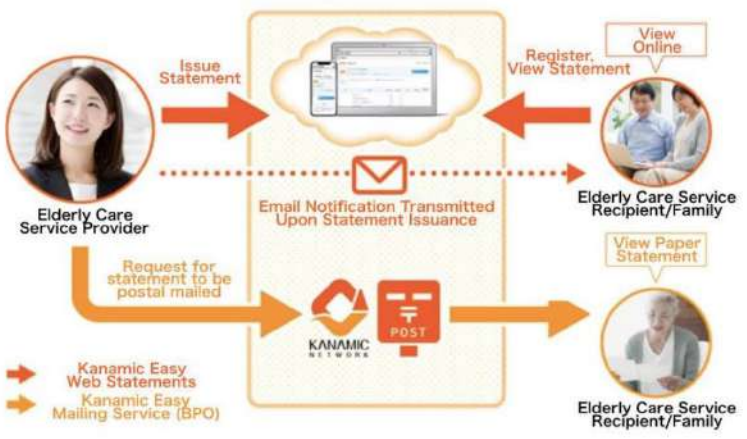 Issue
Statement
Register,
View Statement
View
Online
Email Notification Transmitted
Upon Statement Issuance
Elderly Care
Service Provider
Elderly Care Service
Recipient/Family
Request for
statement to be
postal mailed
KANAMIC
NETWORK
〒
POST
View Paper
Statement
Kanamic Easy
Web Statements
Kanamic Easy
Mailing Service (BPO)
Elderly Care Service
Recipient/Family